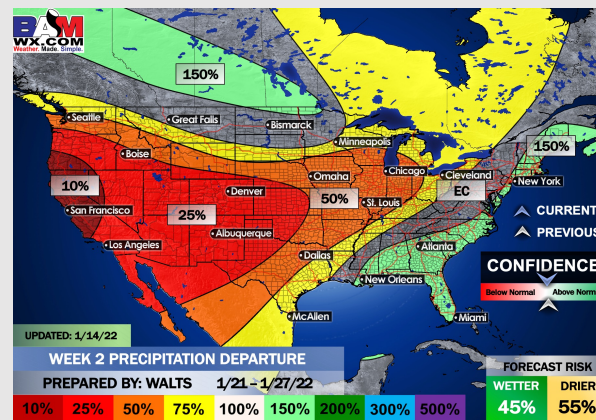 BAM
WX.COM
Weather. Made. Simple.
150%
Seattle
Great Falls
Bismarck
Minneapolis
150%
Boise
Chicago
Cleveland
New York
10%
Omaha
EC
Denver
50%
St. Louis
25%
San Francisco
CURRENT
Albuquerque
PREVIOUS
Los Angeles
Atlanta
Dallas
CONFIDENCE
New Orleans
Below Normal
Above Norm
McAllen
Miami
UPDATED: 1/14/22
WEEK 2 PRECIPITATION DEPARTURE
FORECAST RISK
PREPARED BY: WALTS 1/21 – 1/27/22
WETTER
DRIER
45%
55%
10% 25% 50% 75% 100% 150% 200% 300% 500%